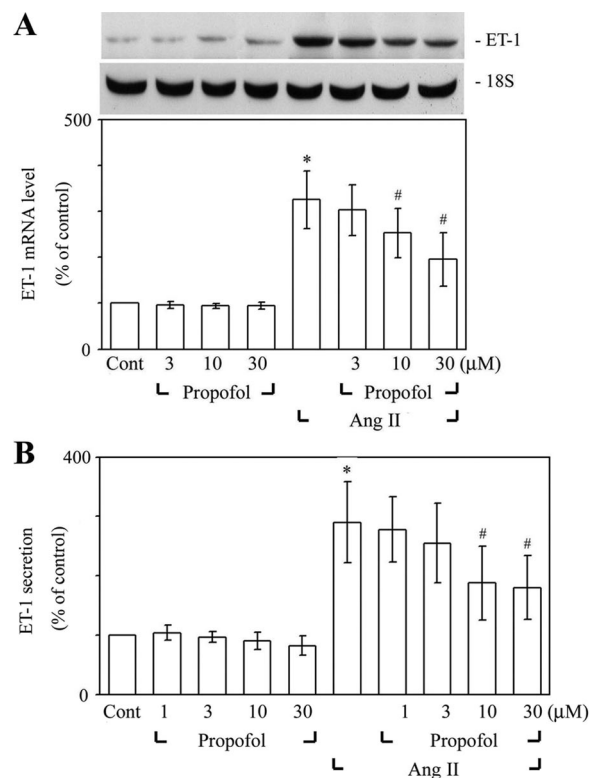 A
- ET-1
- 18S
500
*
#
#
ET-1 mRNA level
(% of control)
0
Cont 3 10 30 3 10 30 (μM)
Propofol Propofol
Ang II
B
400
*
#
#
ET-1 secretion
(% of control)
0
Cont 1 3 10 30 1 3 10 30 (μM)
Propofol Propofol
Ang II